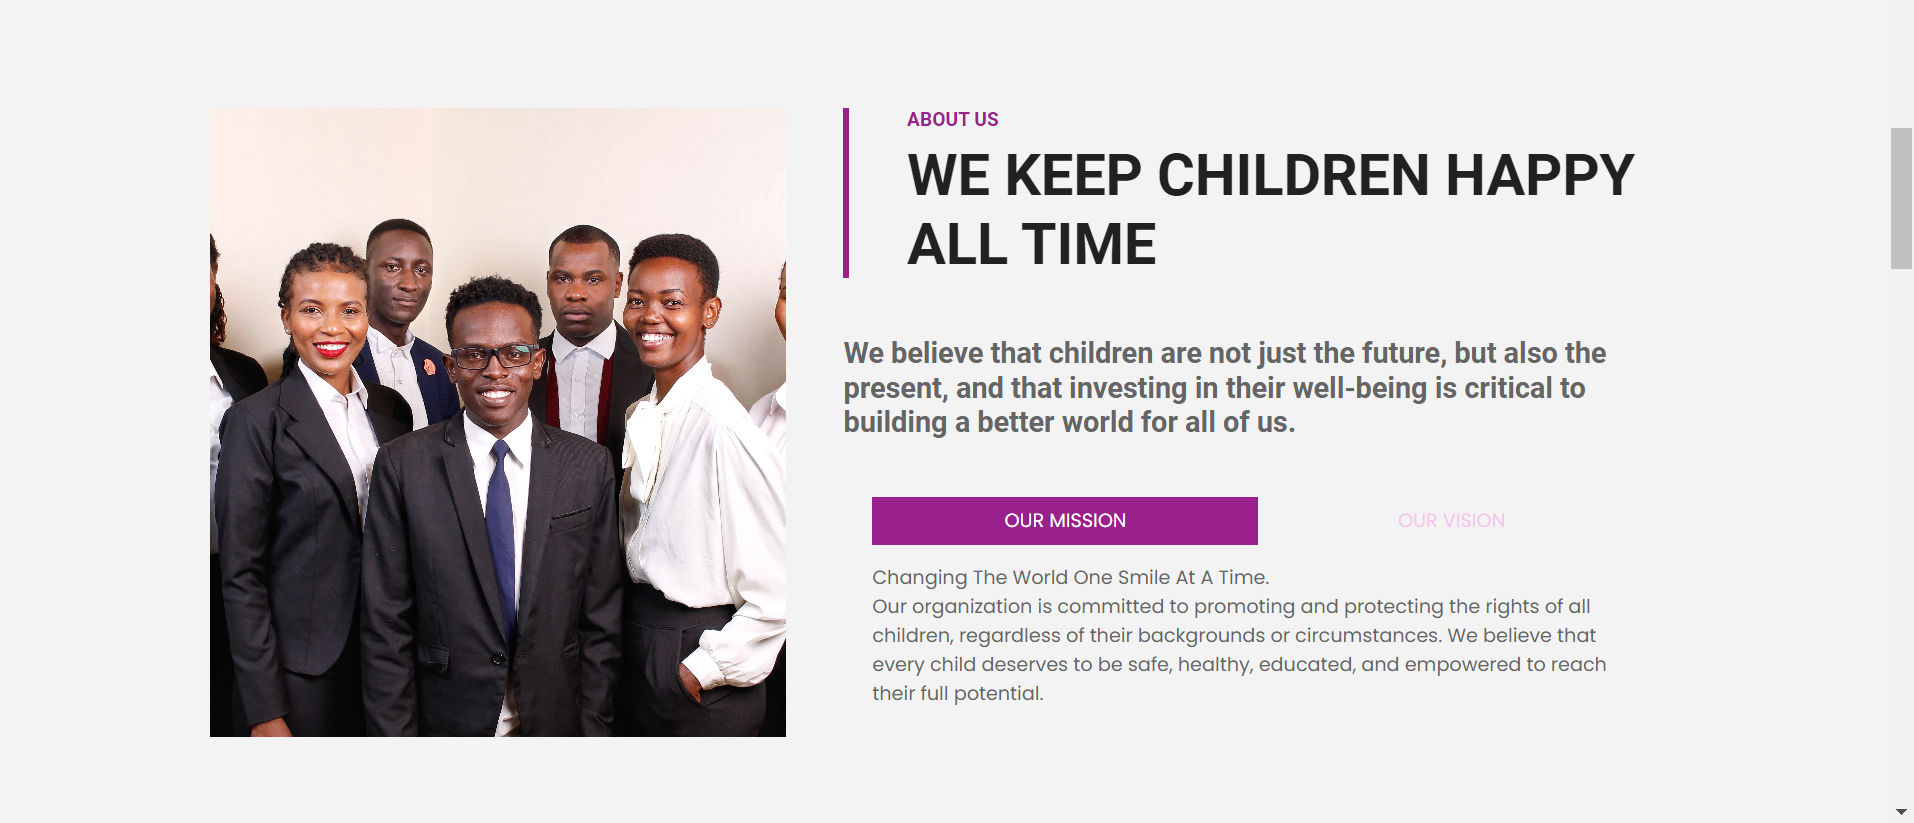 ABOUT US
WE KEEP CHILDREN HAPPY
ALL TIME
We believe that children are not just the future, but also the
present, and that investing in their well-being is critical to
building a better world for all of us.
OUR MISSION
OUR VISION
Changing The World One Smile At A Time.
Our organization is committed to promoting and protecting the rights of all
children, regardless of their backgrounds or circumstances. We believe that
every child deserves to be safe, healthy, educated, and empowered to reach
their full potential.